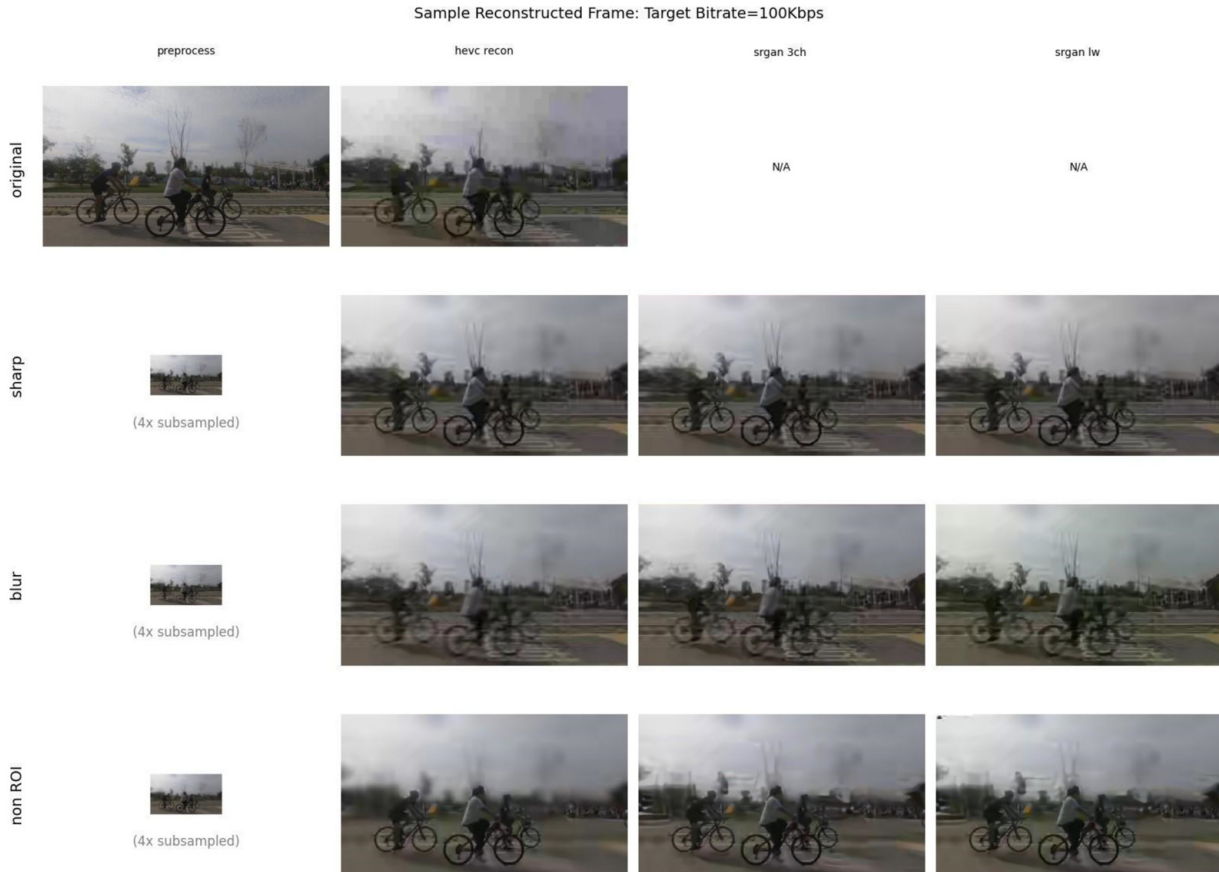 Sample Reconstructed Frame: Target Bitrate=100Kbps
preprocess hevc recon srgan 3ch srgan lw
original N/A N/A
sharp
(4x subsampled)
blur
(4x subsampled)
non ROI
(4x subsampled)